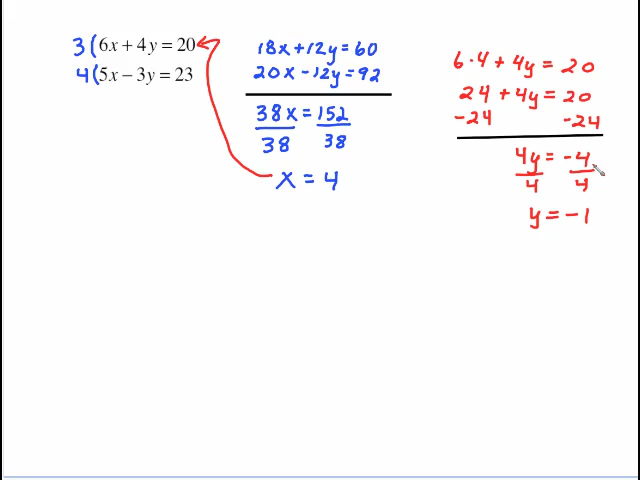 3 ( 6x + 4y = 20
4 ( 5x − 3y = 23
18x + 12y = 60
20x - 12y = 92
38x = 152
38 38
x = 4
6 · 4 + 4y = 20
24 + 4y = 20
-24 -24
4y = -4
4 4
y = -1